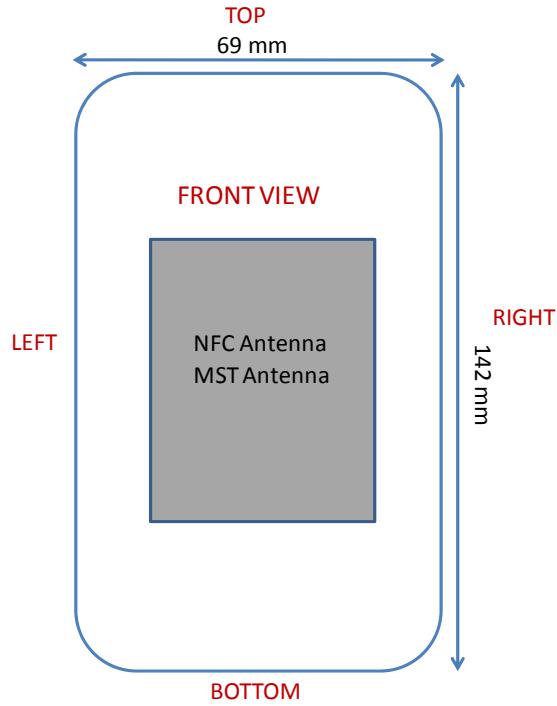 TOP
69 mm
FRONT VIEW
LEFT
RIGHT
NFC Antenna
MST Antenna
142 mm
BOTTOM